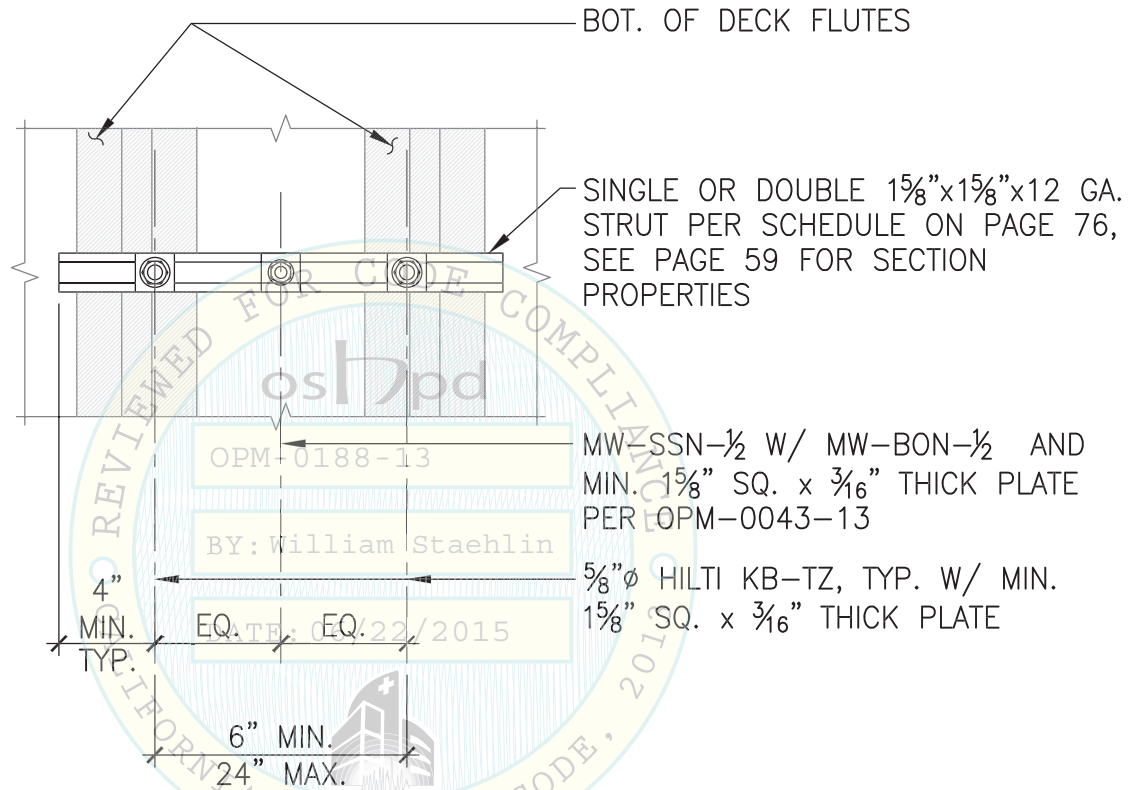 BOT. OF DECK FLUTES
SINGLE OR DOUBLE 1⅝"x1⅝"x12 GA.
STRUT PER SCHEDULE ON PAGE 76,
SEE PAGE 59 FOR SECTION
PROPERTIES
MW-SSN-½ W/ MW-BON-½ AND
MIN. 1⅝" SQ. x 3⁄16" THICK PLATE
PER OPM-0043-13
⅝"ø HILTI KB-TZ, TYP. W/ MIN.
1⅝" SQ. x 3⁄16" THICK PLATE
4"
MIN.
TYP.
EQ.
EQ.
6" MIN.
24" MAX.
REVIEWED FOR CODE COMPLIANCE
oshpd
OPM-0188-13
BY: William Staehlin
DATE: 06/22/2015
CODE, 2013